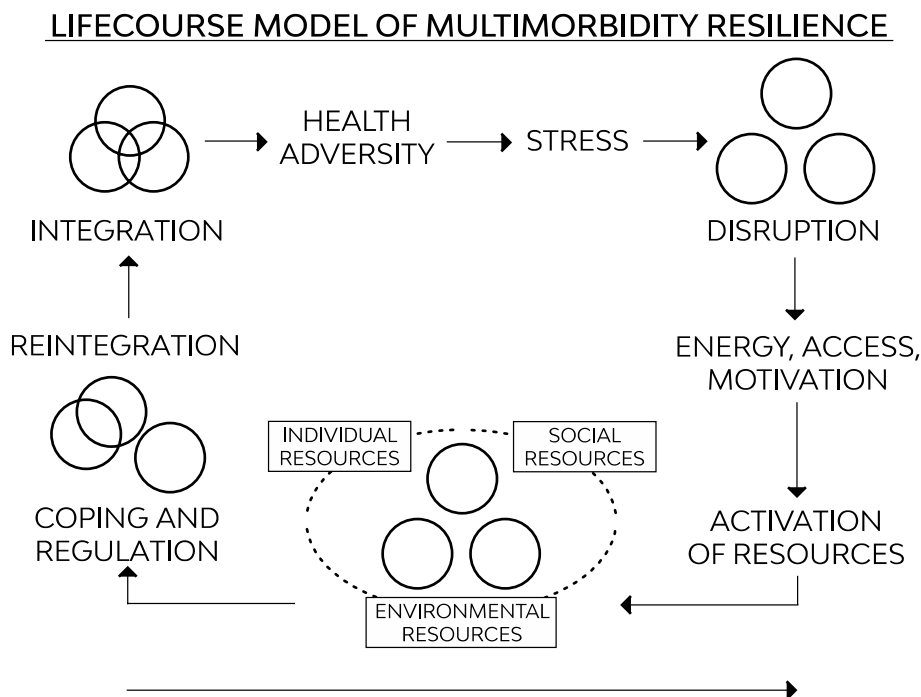 LIFECOURSE MODEL OF MULTIMORBIDITY RESILIENCE
HEALTH
ADVERSITY
STRESS
INTEGRATION
DISRUPTION
REINTEGRATION
ENERGY, ACCESS,
MOTIVATION
INDIVIDUAL
RESOURCES
SOCIAL
RESOURCES
COPING AND
REGULATION
ACTIVATION
OF RESOURCES
ENVIRONMENTAL
RESOURCES